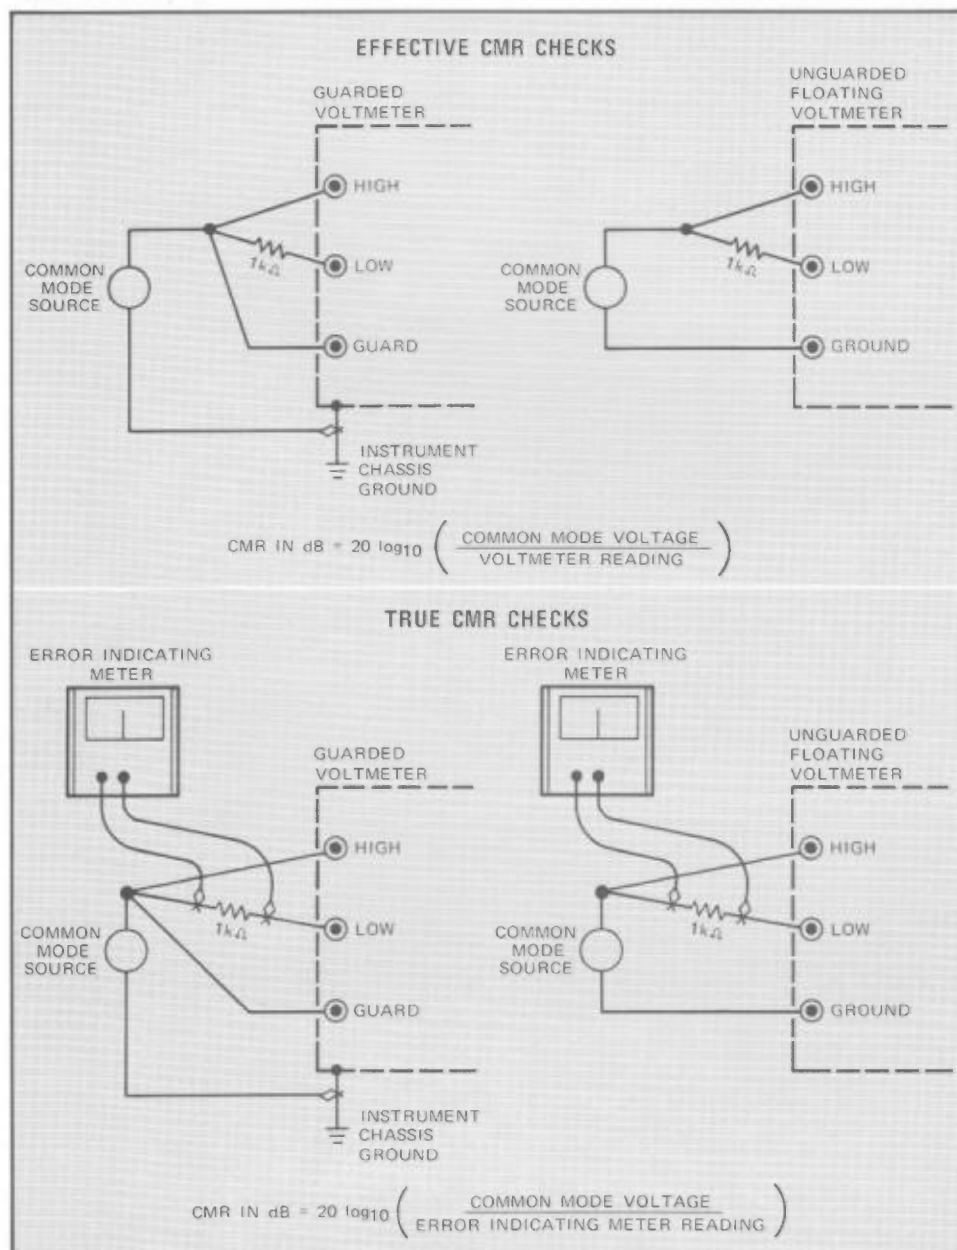 EFFECTIVE CMR CHECKS
GUARDED
VOLTMETER
HIGH
1kΩ
LOW
COMMON
MODE
SOURCE
GUARD
INSTRUMENT
CHASSIS
GROUND
UNGUARDED
FLOATING
VOLTMETER
HIGH
1kΩ
LOW
COMMON
MODE
SOURCE
GROUND
CMR IN dB = 20 log10 ( COMMON MODE VOLTAGE
VOLTMETER READING )
TRUE CMR CHECKS
ERROR INDICATING
METER
GUARDED
VOLTMETER
HIGH
1kΩ
LOW
COMMON
MODE
SOURCE
GUARD
INSTRUMENT
CHASSIS
GROUND
ERROR INDICATING
METER
UNGUARDED
FLOATING
VOLTMETER
HIGH
1kΩ
LOW
COMMON
MODE
SOURCE
GROUND
CMR IN dB = 20 log10 ( COMMON MODE VOLTAGE
ERROR INDICATING METER READING )